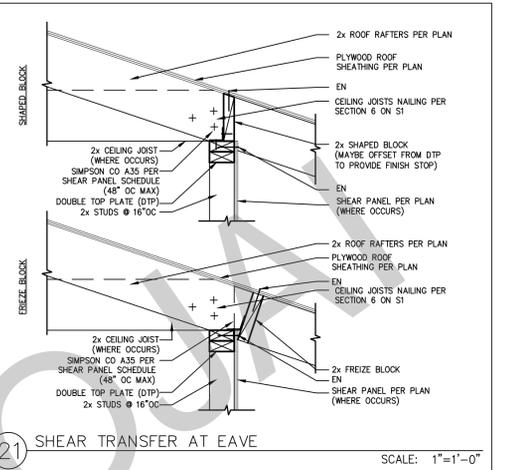 SHAPED BLOCK
2x ROOF RAFTERS PER PLAN
PLYWOOD ROOF
SHEATHING PER PLAN
EN
CEILING JOISTS NAILING PER
SECTION 6 ON S1
2x SHAPED BLOCK
(MAYBE OFFSET FROM DTP
TO PROVIDE FINISH STOP)
EN
SHEAR PANEL PER PLAN
(WHERE OCCURS)
2x CEILING JOIST
(WHERE OCCURS)
SIMPSON CO A35 PER
SHEAR PANEL SCHEDULE
(48" OC MAX)
DOUBLE TOP PLATE (DTP)
2x STUDS @ 16"OC
FRIEZE BLOCK
2x ROOF RAFTERS PER PLAN
PLYWOOD ROOF
SHEATHING PER PLAN
EN
CEILING JOISTS NAILING PER
SECTION 6 ON S1
2x FREIZE BLOCK
EN
SHEAR PANEL PER PLAN
(WHERE OCCURS)
2x CEILING JOIST
(WHERE OCCURS)
SIMPSON CO A35 PER
SHEAR PANEL SCHEDULE
(48" OC MAX)
DOUBLE TOP PLATE (DTP)
2x STUDS @ 16"OC
21 SHEAR TRANSFER AT EAVE
SCALE: 1"=1'-0"
OJAI